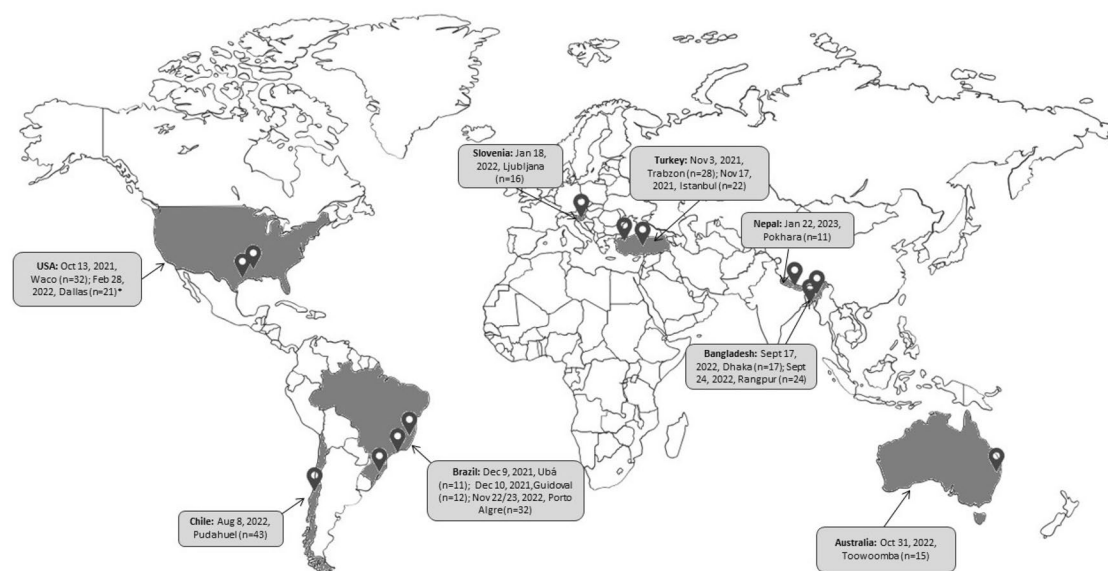 Slovenia: Jan 18,
2022, Ljubljana
(n=16)
Turkey: Nov 3, 2021,
Trabzon (n=28); Nov 17,
2021, Istanbul (n=22)
Nepal: Jan 22, 2023,
Pokhara (n=11)
USA: Oct 13, 2021,
Waco (n=32); Feb 28,
2022, Dallas (n=21)*
Bangladesh: Sept 17,
2022, Dhaka (n=17); Sept
24, 2022, Rangpur (n=24)
Brazil: Dec 9, 2021, Ubá
(n=11); Dec 10, 2021,Guidoval
(n=12); Nov 22/23, 2022, Porto
Algre (n=32)
Chile: Aug 8, 2022,
Pudahuel (n=43)
Australia: Oct 31, 2022,
Toowoomba (n=15)